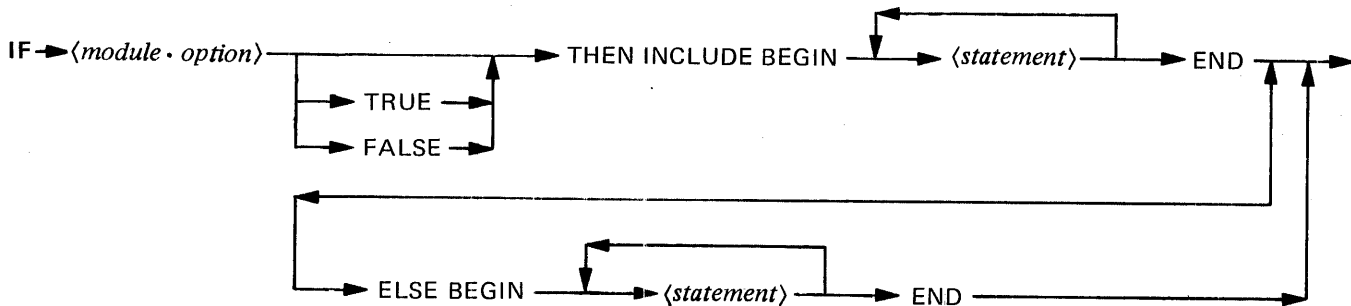 IF ⟨module · option⟩ THEN INCLUDE BEGIN ⟨statement⟩ END
TRUE
FALSE
ELSE BEGIN ⟨statement⟩ END